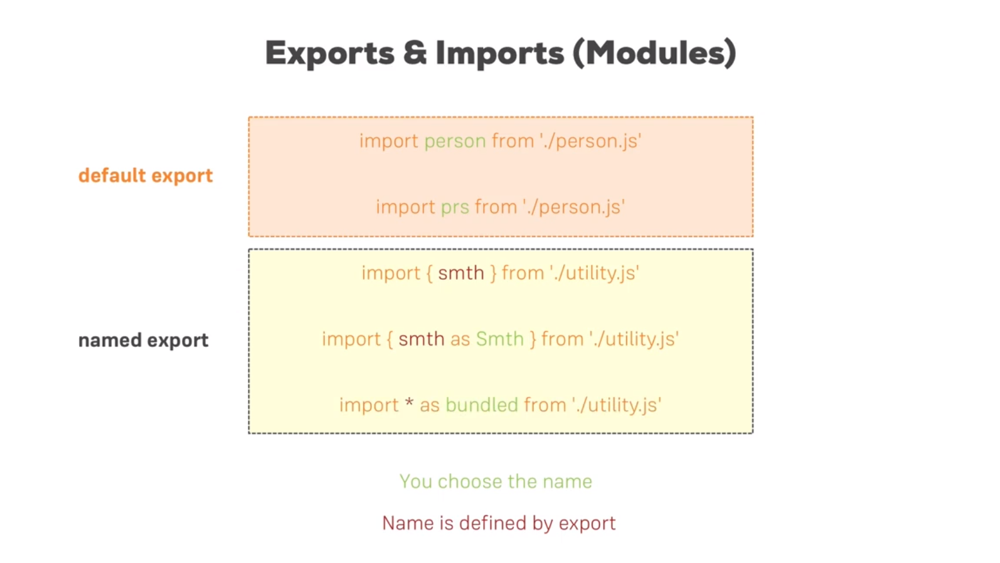 Exports & Imports (Modules)
default export
import person from './person.js'
import prs from './person.js'
named export
import { smth } from './utility.js'
import { smth as Smth } from './utility.js'
import * as bundled from './utility.js'
You choose the name
Name is defined by export